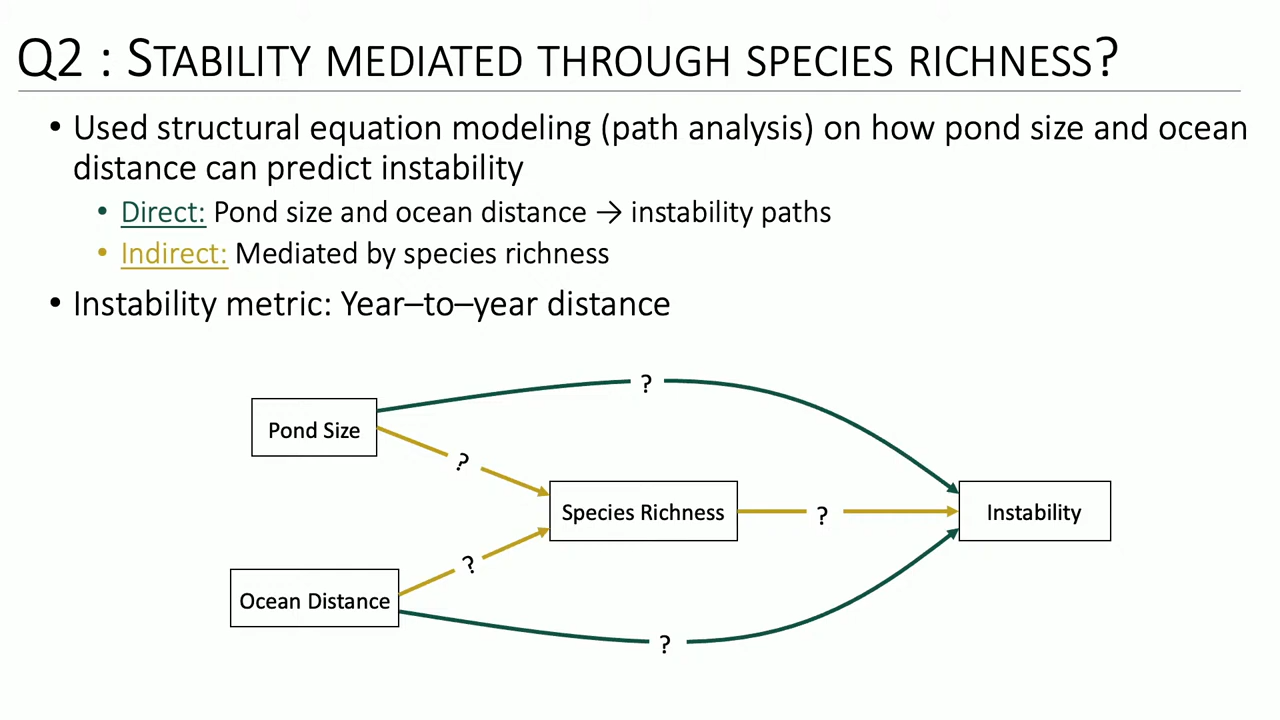 Q2 : STABILITY MEDIATED THROUGH SPECIES RICHNESS?
• Used structural equation modeling (path analysis) on how pond size and ocean
distance can predict instability
• Direct: Pond size and ocean distance → instability paths
• Indirect: Mediated by species richness
• Instability metric: Year–to–year distance
?
Pond Size
?
Species Richness
?
Instability
?
Ocean Distance
?